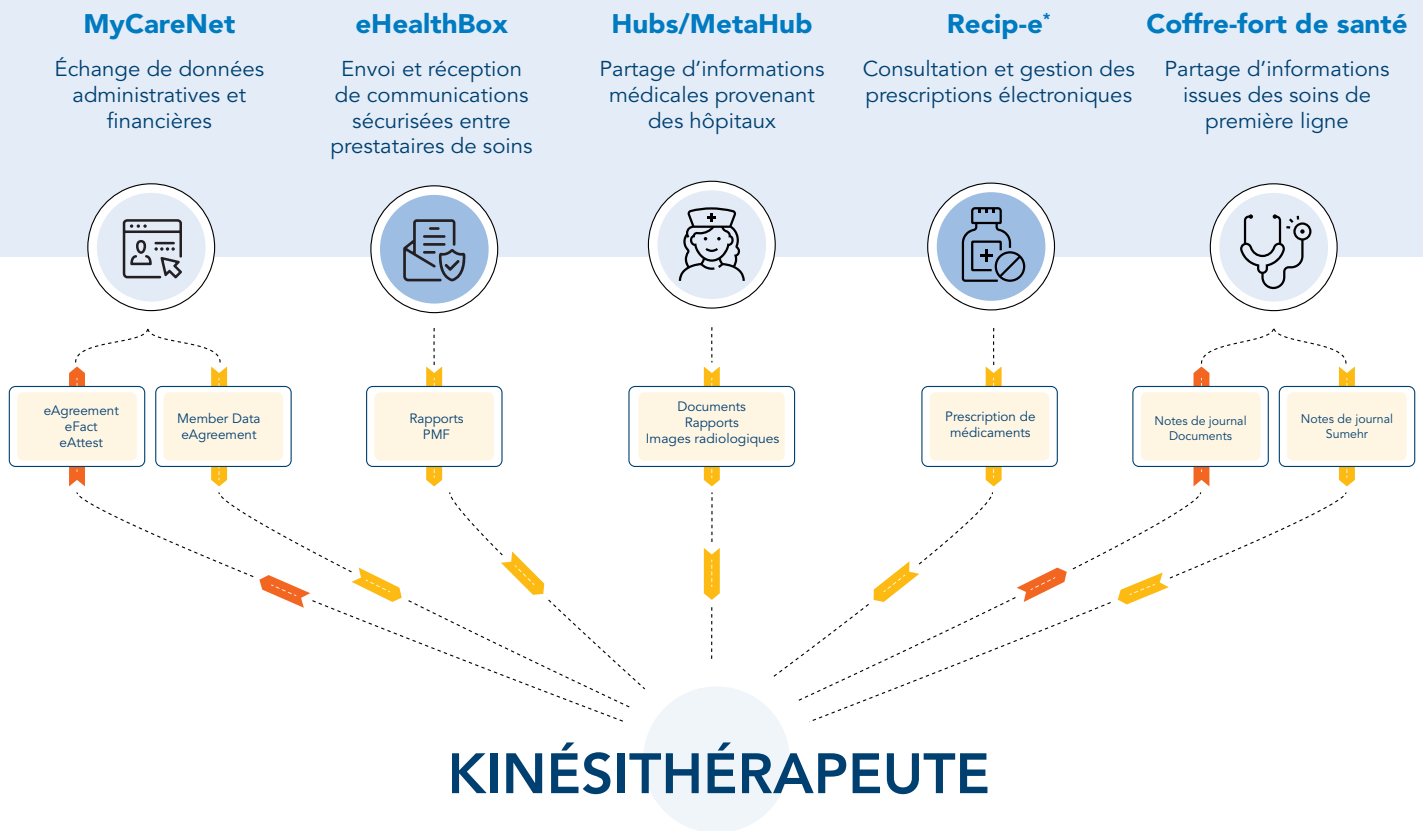 MyCareNet
Échange de données
administratives et
financières
eHealthBox
Envoi et réception
de communications
sécurisées entre
prestataires de soins
Hubs/MetaHub
Partage d'informations
médicales provenant
des hôpitaux
Recip-e*
Consultation et gestion des
prescriptions électroniques
Coffre-fort de santé
Partage d'informations
issues des soins de
première ligne
eAgreement
eFact
eAttest
Member Data
eAgreement
Rapports
PMF
Documents
Rapports
Images radiologiques
Prescription de
médicaments
Notes de journal
Documents
Notes de journal
Sumehr
KINÉSITHÉRAPEUTE